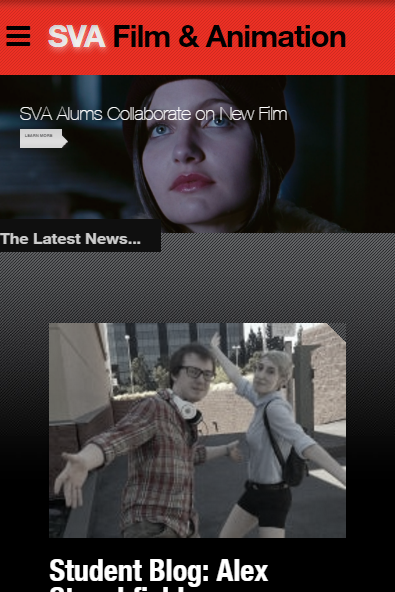 SVA Film & Animation
SVA Alums Collaborate on New Film
LEARN MORE
The Latest News...
Student Blog: Alex